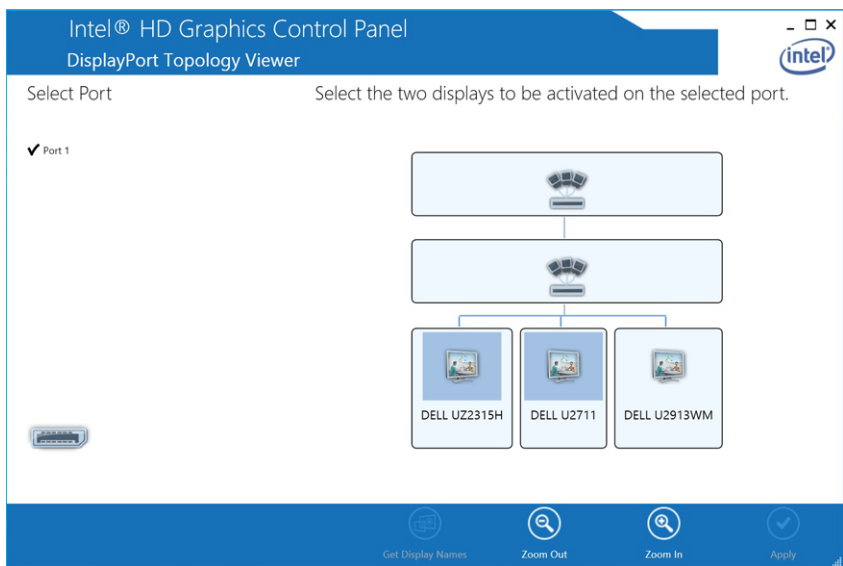 Intel® HD Graphics Control Panel
DisplayPort Topology Viewer
intel
Select Port
Select the two displays to be activated on the selected port.
Port 1
DELL UZ2315H
DELL U2711
DELL U2913WM
Get Display Names
Zoom Out
Zoom In
Apply